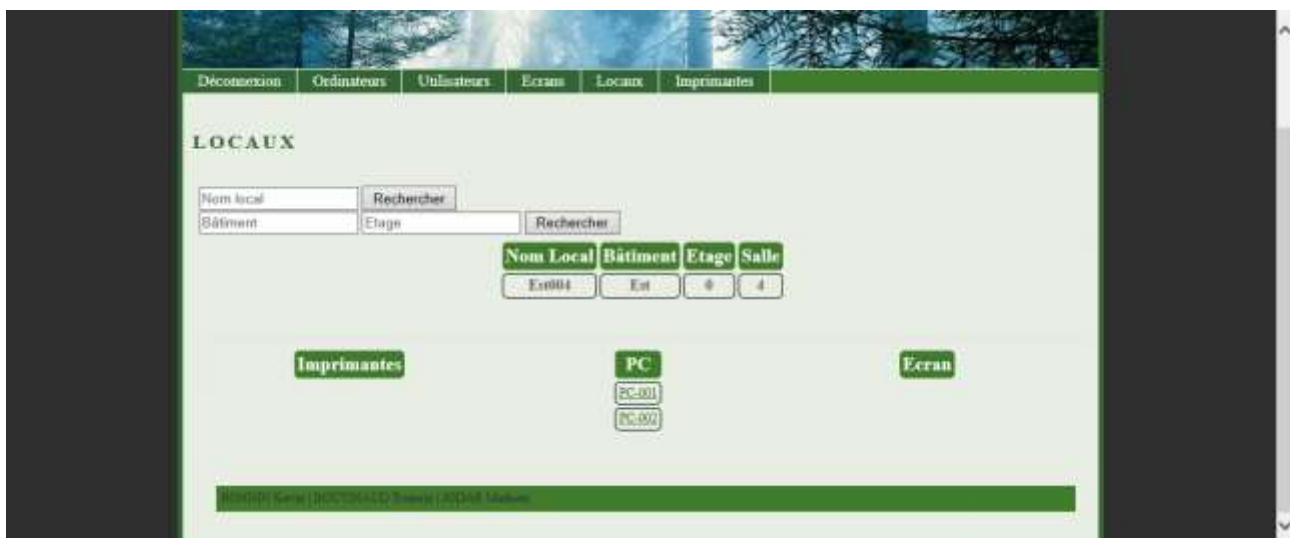 Déconnexion Ordinateurs Utilisateurs Ecrans Locaux Imprimantes
LOCAUX
Nom local Rechercher
Bâtiment Etage Rechercher
Nom Local Bâtiment Etage Salle
Est004 Est 0 4
Imprimantes PC Ecran
PC-001
PC-002